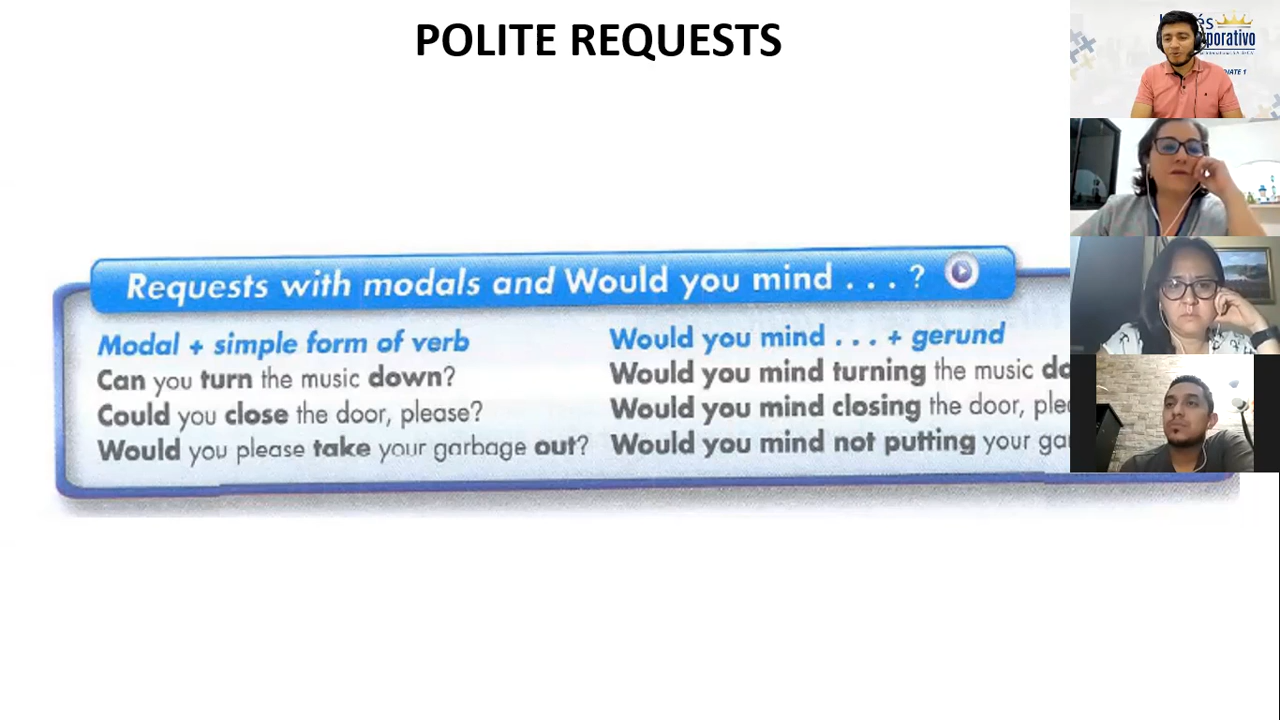 POLITE REQUESTS
Requests with modals and Would you mind . . . ?
Modal + simple form of verb
Can you turn the music down?
Could you close the door, please?
Would you please take your garbage out?
Would you mind . . . + gerund
Would you mind turning the music
Would you mind closing the door,
Would you mind not putting your